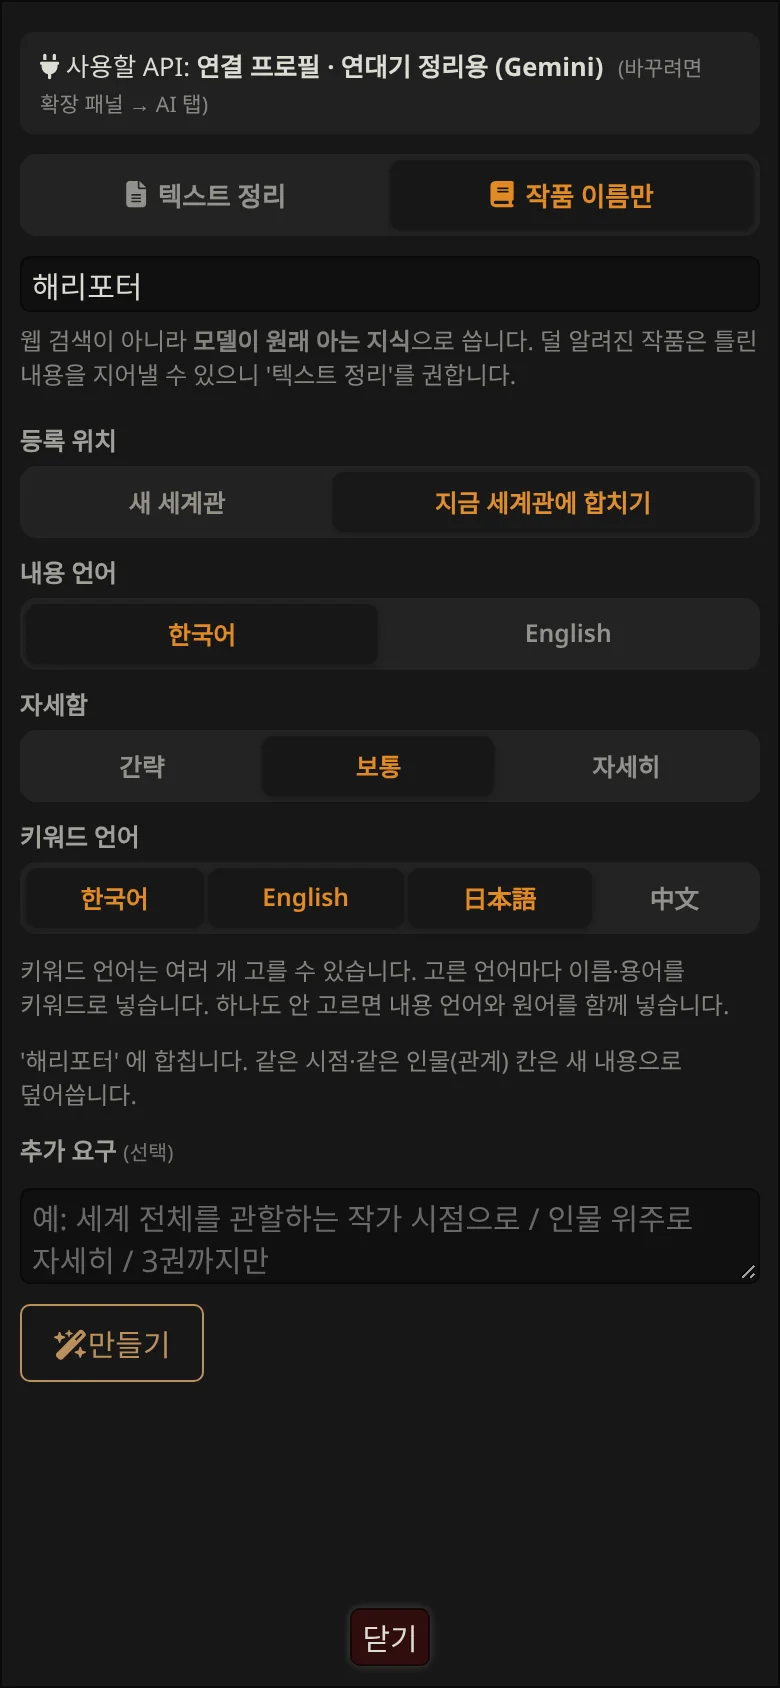 사용할 API: 연결 프로필 · 연대기 정리용 (Gemini) (바꾸려면
확장 패널 → AI 탭)
텍스트 정리
작품 이름만
해리포터
웹 검색이 아니라 모델이 원래 아는 지식으로 씁니다. 덜 알려진 작품은 틀린
내용을 지어낼 수 있으니 '텍스트 정리'를 권합니다.
등록 위치
새 세계관
지금 세계관에 합치기
내용 언어
한국어
English
자세함
간략
보통
자세히
키워드 언어
한국어
English
日本語
中文
키워드 언어는 여러 개 고를 수 있습니다. 고른 언어마다 이름·용어를
키워드로 넣습니다. 하나도 안 고르면 내용 언어와 원어를 함께 넣습니다.
'해리포터' 에 합칩니다. 같은 시점·같은 인물(관계) 칸은 새 내용으로
덮어씁니다.
추가 요구 (선택)
예: 세계 전체를 관할하는 작가 시점으로 / 인물 위주로
자세히 / 3권까지만
만들기
닫기